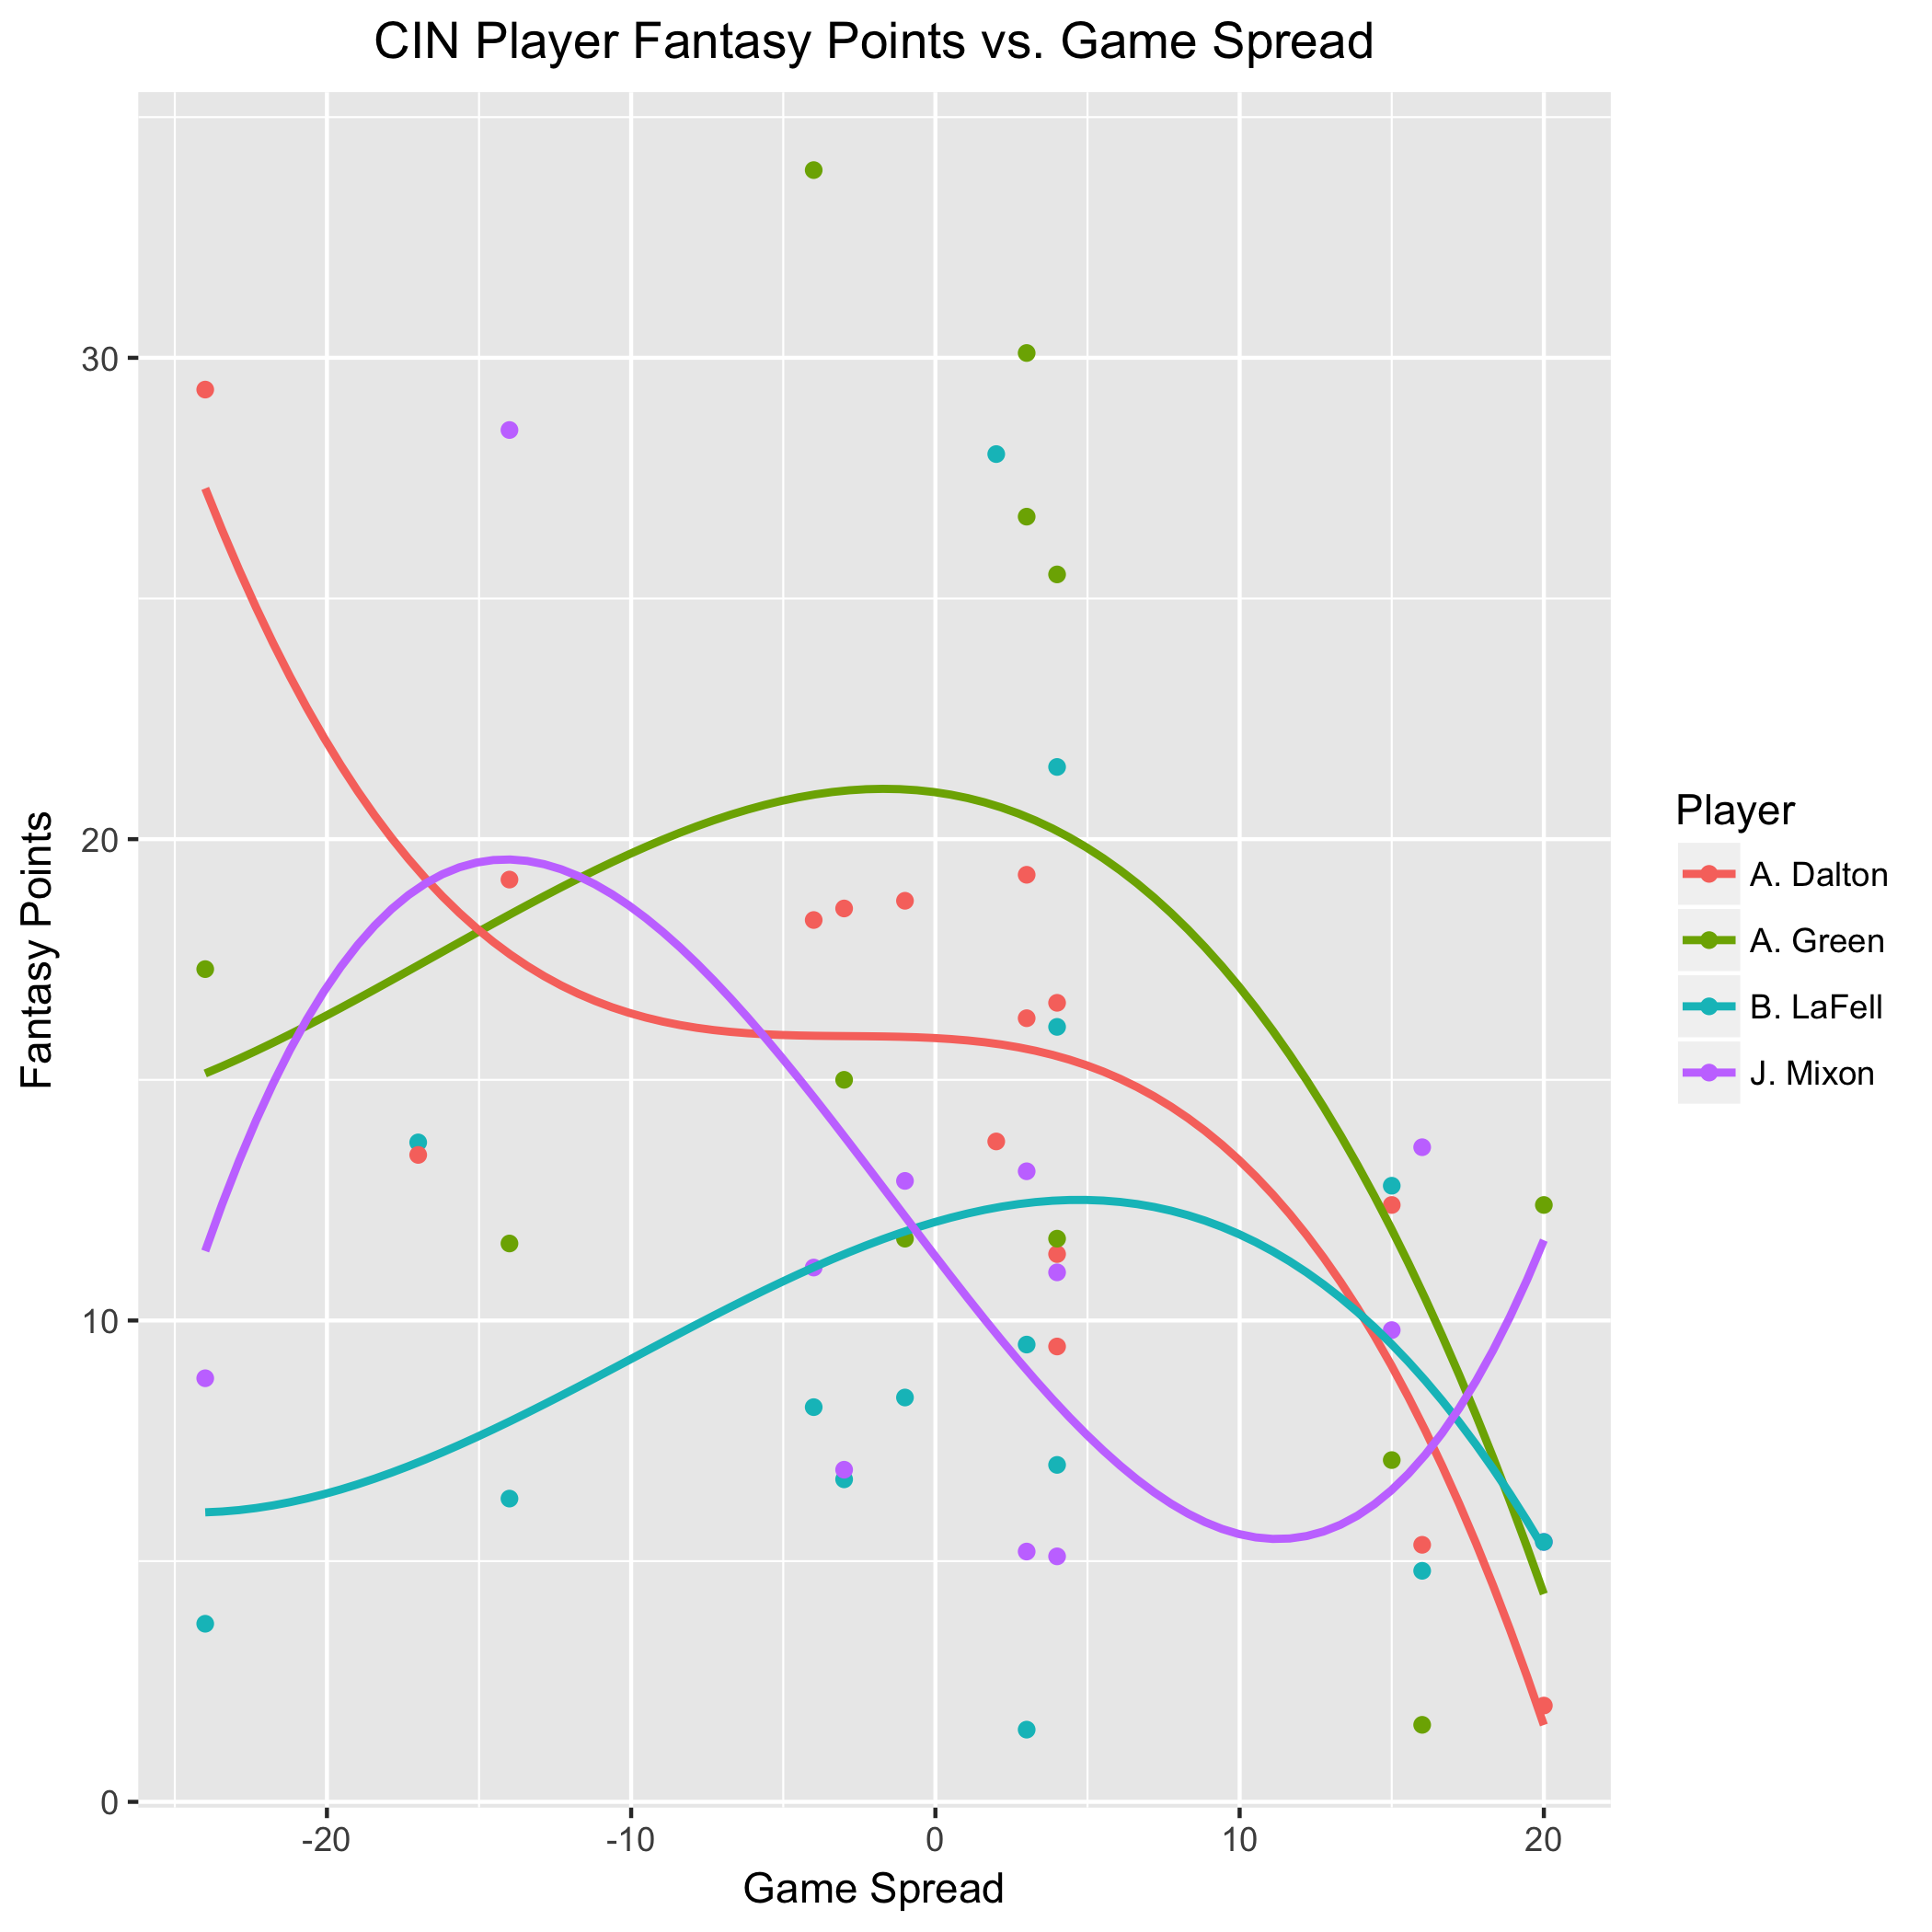 CIN Player Fantasy Points vs. Game Spread
30
20
10
0
Fantasy Points
-20
-10
0
10
20
Game Spread
Player
A. Dalton
A. Green
B. LaFell
J. Mixon